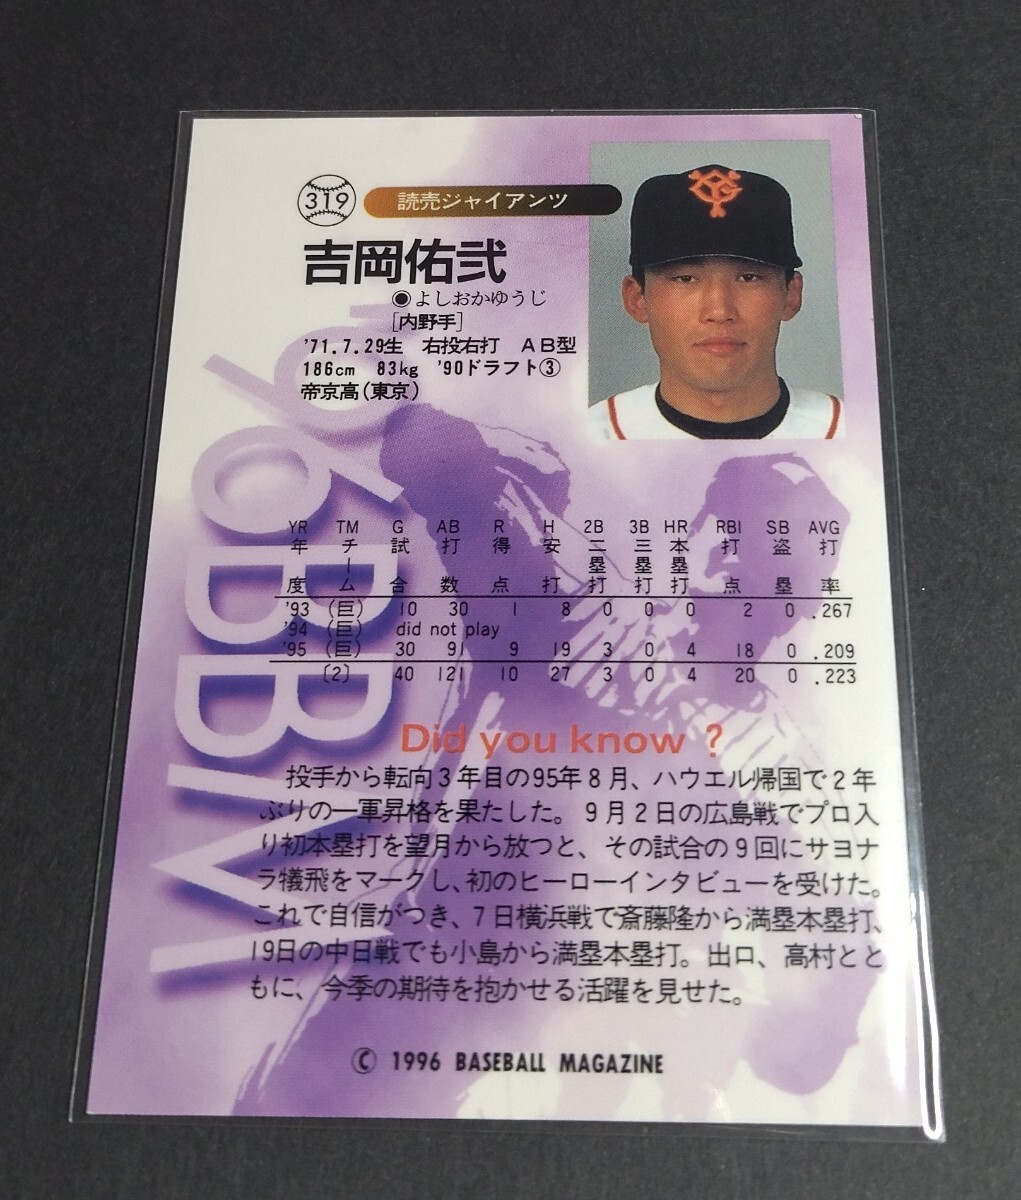 319
読売ジャイアンツ
YG
吉岡佑弐
●よしおかゆうじ
[内野手]
'71.7.29生 右投右打 AB型
186cm 83kg '90ドラフト③
帝京高(東京)
'96BBM
YR TM G AB R H 2B 3B HR RBI SB AVG
年度 チーム 試合 打数 得点 安打 二塁打 三塁打 本塁打 打点 盗塁 打率
'93 (巨) 10 30 1 8 0 0 0 2 0 .267
'94 (巨) did not play
'95 (巨) 30 91 9 19 3 0 4 18 0 .209
[2] 40 121 10 27 3 0 4 20 0 .223
Did you know ?
投手から転向3年目の95年8月、ハウエル帰国で2年
ぶりの一軍昇格を果たした。9月2日の広島戦でプロ入
り初本塁打を望月から放つと、その試合の9回にサヨナ
ラ犠飛をマークし、初のヒーローインタビューを受けた。
これで自信がつき、7日横浜戦で斎藤隆から満塁本塁打、
19日の中日戦でも小島から満塁本塁打。出口、高村とと
もに、今季の期待を抱かせる活躍を見せた。
© 1996 BASEBALL MAGAZINE